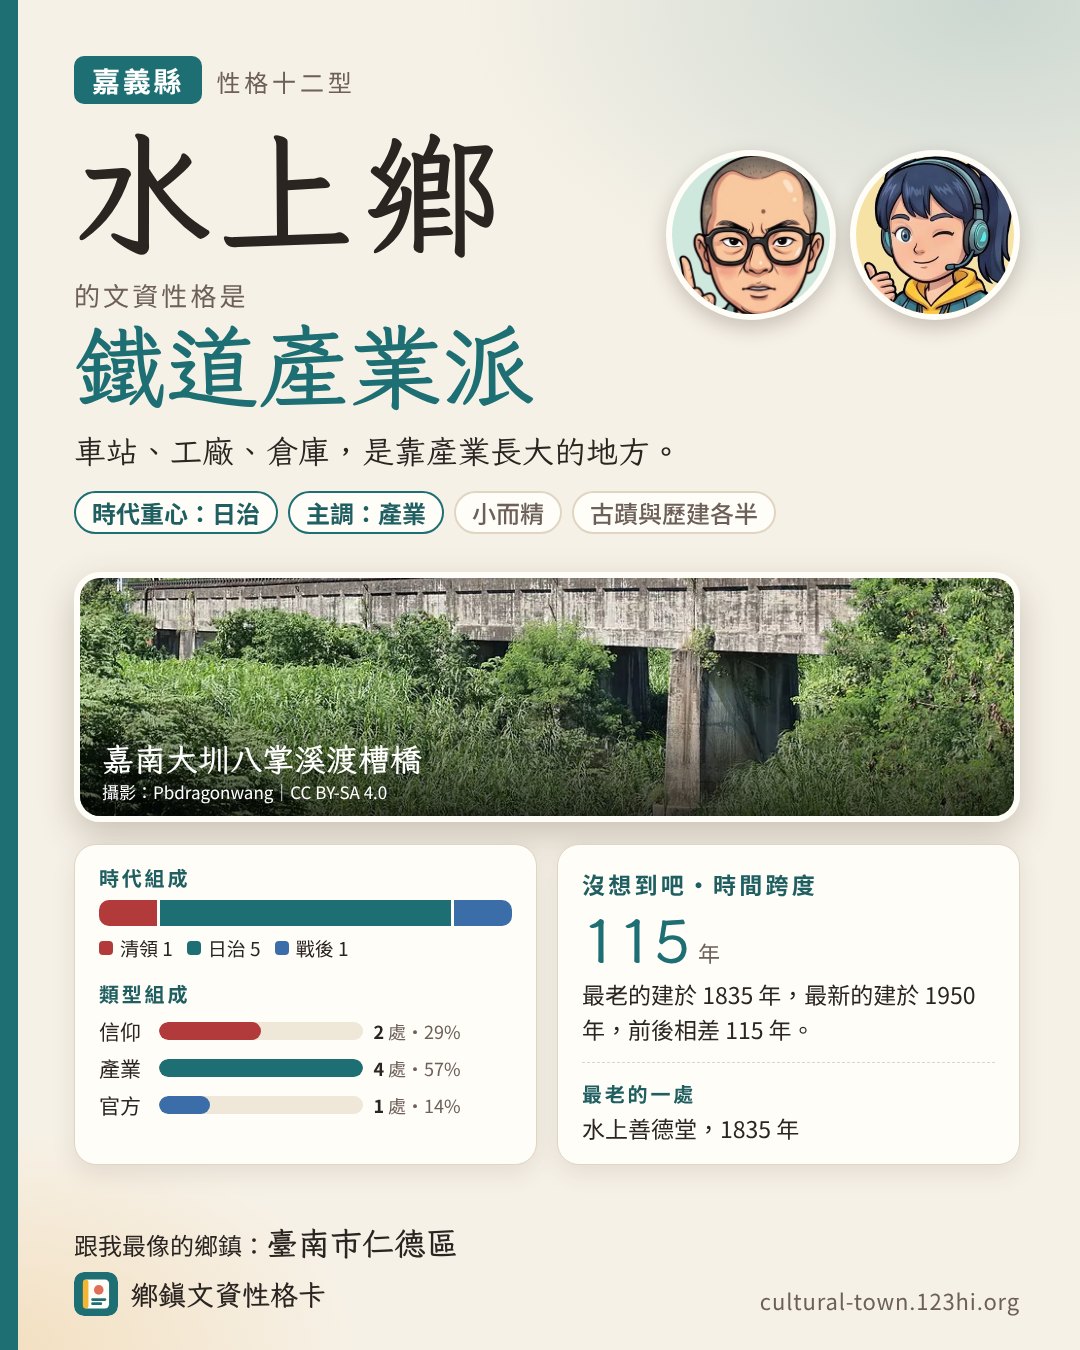 嘉義縣 性格十二型
水上鄉
的文資性格是
鐵道產業派
車站、工廠、倉庫，是靠產業長大的地方。
時代重心：日治 主調：產業 小而精 古蹟與歷建各半
嘉南大圳八掌溪渡槽橋
攝影：Pbdragonwang｜CC BY-SA 4.0
時代組成
清領 1 日治 5 戰後 1
類型組成
信仰 2 處・29%
產業 4 處・57%
官方 1 處・14%
沒想到吧・時間跨度
115 年
最老的建於 1835 年，最新的建於 1950
年，前後相差 115 年。
最老的一處
水上善德堂，1835 年
跟我最像的鄉鎮：臺南市仁德區
鄉鎮文資性格卡
cultural-town.123hi.org